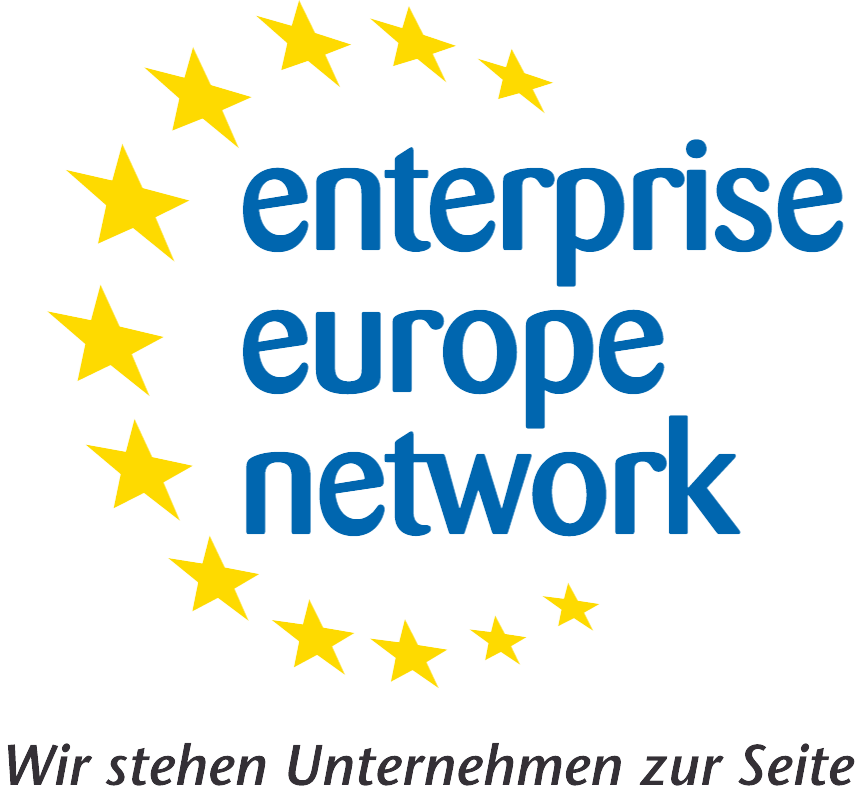 enterprise
europe
network
Wir stehen Unternehmen zur Seite